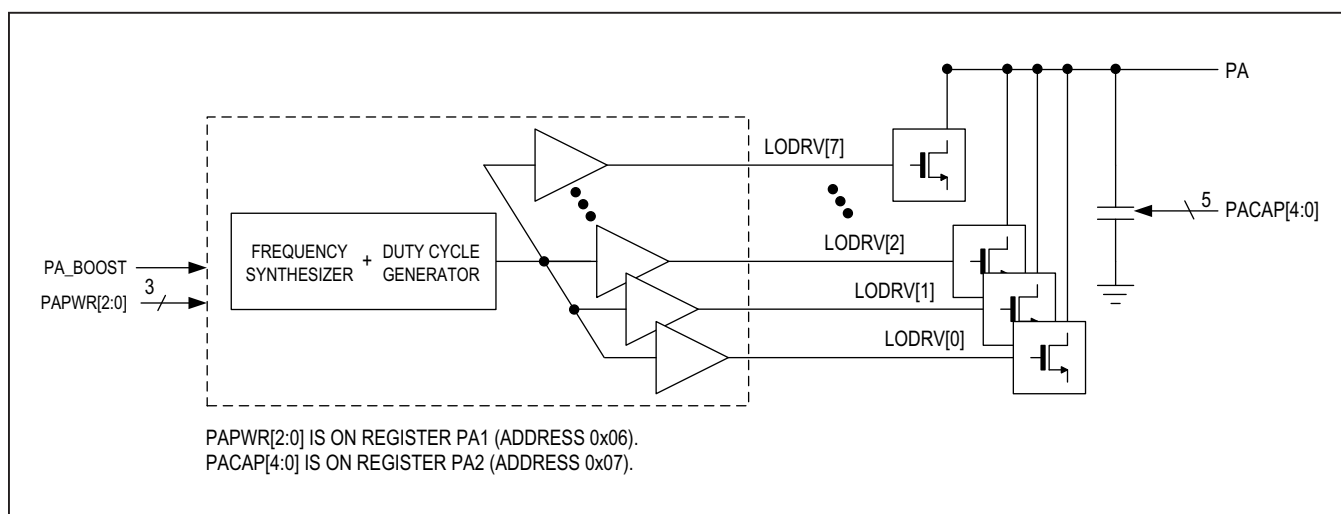 PA
LODRV[7]
5
PACAP[4:0]
LODRV[2]
FREQUENCY
SYNTHESIZER
+
DUTY CYCLE
GENERATOR
PA_BOOST
3
PAPWR[2:0]
LODRV[1]
LODRV[0]
PAPWR[2:0] IS ON REGISTER PA1 (ADDRESS 0x06).
PACAP[4:0] IS ON REGISTER PA2 (ADDRESS 0x07).